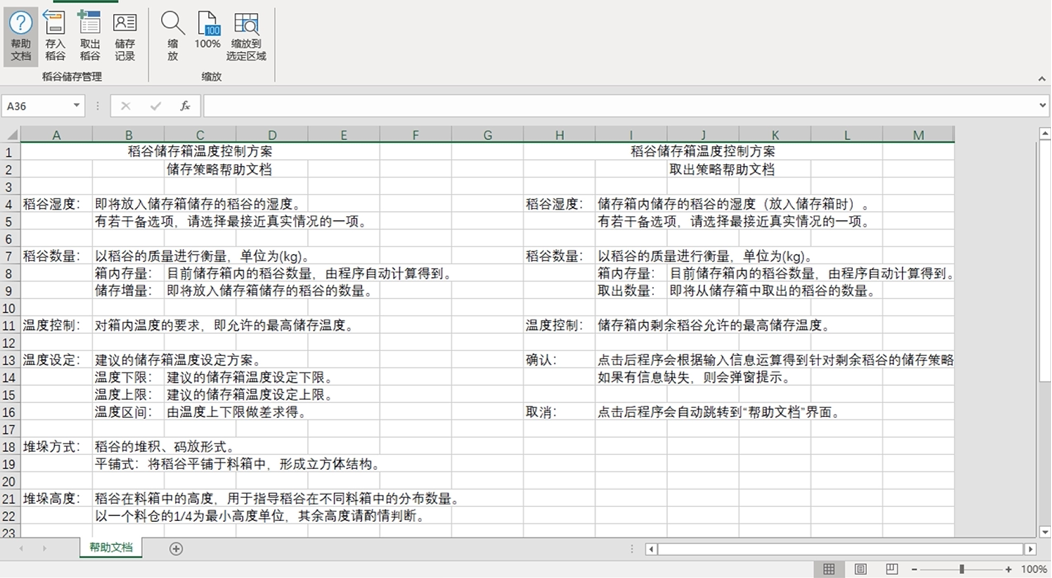 帮助文档
存入稻谷
取出稻谷
储存记录
缩放
100
100%
缩放到选定区域
稻谷储存管理
缩放
A36
fx
A B C D E F G H I J K L M
1 稻谷储存箱温度控制方案 稻谷储存箱温度控制方案
2 储存策略帮助文档 取出策略帮助文档
3
4 稻谷湿度： 即将放入储存箱储存的稻谷的湿度。 稻谷湿度： 储存箱内储存的稻谷的湿度（放入储存箱时）。
5 有若干备选项，请选择最接近真实情况的一项。 有若干备选项，请选择最接近真实情况的一项。
6
7 稻谷数量： 以稻谷的质量进行衡量，单位为(kg)。 稻谷数量： 以稻谷的质量进行衡量，单位为(kg)。
8 箱内存量： 目前储存箱内的稻谷数量，由程序自动计算得到。 箱内存量： 目前储存箱内的稻谷数量，由程序自动计算得到。
9 储存增量： 即将放入储存箱储存的稻谷的数量。 取出数量： 即将从储存箱中取出的稻谷的数量。
10
11 温度控制： 对箱内温度的要求，即允许的最高储存温度。 温度控制： 储存箱内剩余稻谷允许的最高储存温度。
12
13 温度设定： 建议的储存箱温度设定方案。 确认： 点击后程序会根据输入信息运算得到针对剩余稻谷的储存策略
14 温度下限： 建议的储存箱温度设定下限。 如果有信息缺失，则会弹窗提示。
15 温度上限： 建议的储存箱温度设定上限。
16 温度区间： 由温度上下限做差求得。 取消： 点击后程序会自动跳转到“帮助文档”界面。
17
18 堆垛方式： 稻谷的堆积、码放形式。
19 平铺式：将稻谷平铺于料箱中，形成立方体结构。
20
21 堆垛高度： 稻谷在料箱中的高度，用于指导稻谷在不同料箱中的分布数量。
22 以一个料仓的1/4为最小高度单位，其余高度请酌情判断。
23
帮助文档
100%